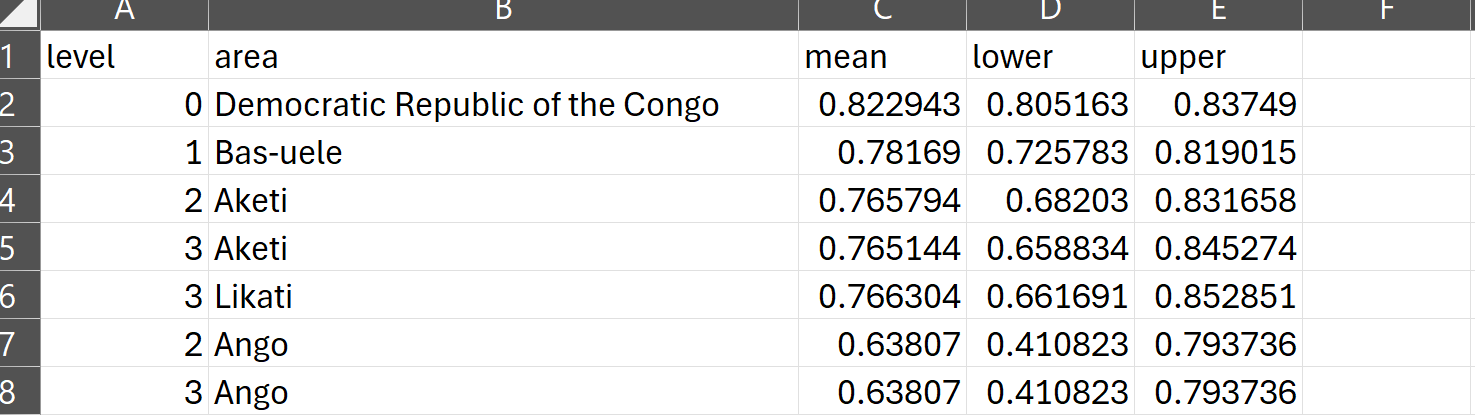 A B C D E F
1 level area mean lower upper
2 0 Democratic Republic of the Congo 0.822943 0.805163 0.83749
3 1 Bas-uele 0.78169 0.725783 0.819015
4 2 Aketi 0.765794 0.68203 0.831658
5 3 Aketi 0.765144 0.658834 0.845274
6 3 Likati 0.766304 0.661691 0.852851
7 2 Ango 0.63807 0.410823 0.793736
8 3 Ango 0.63807 0.410823 0.793736